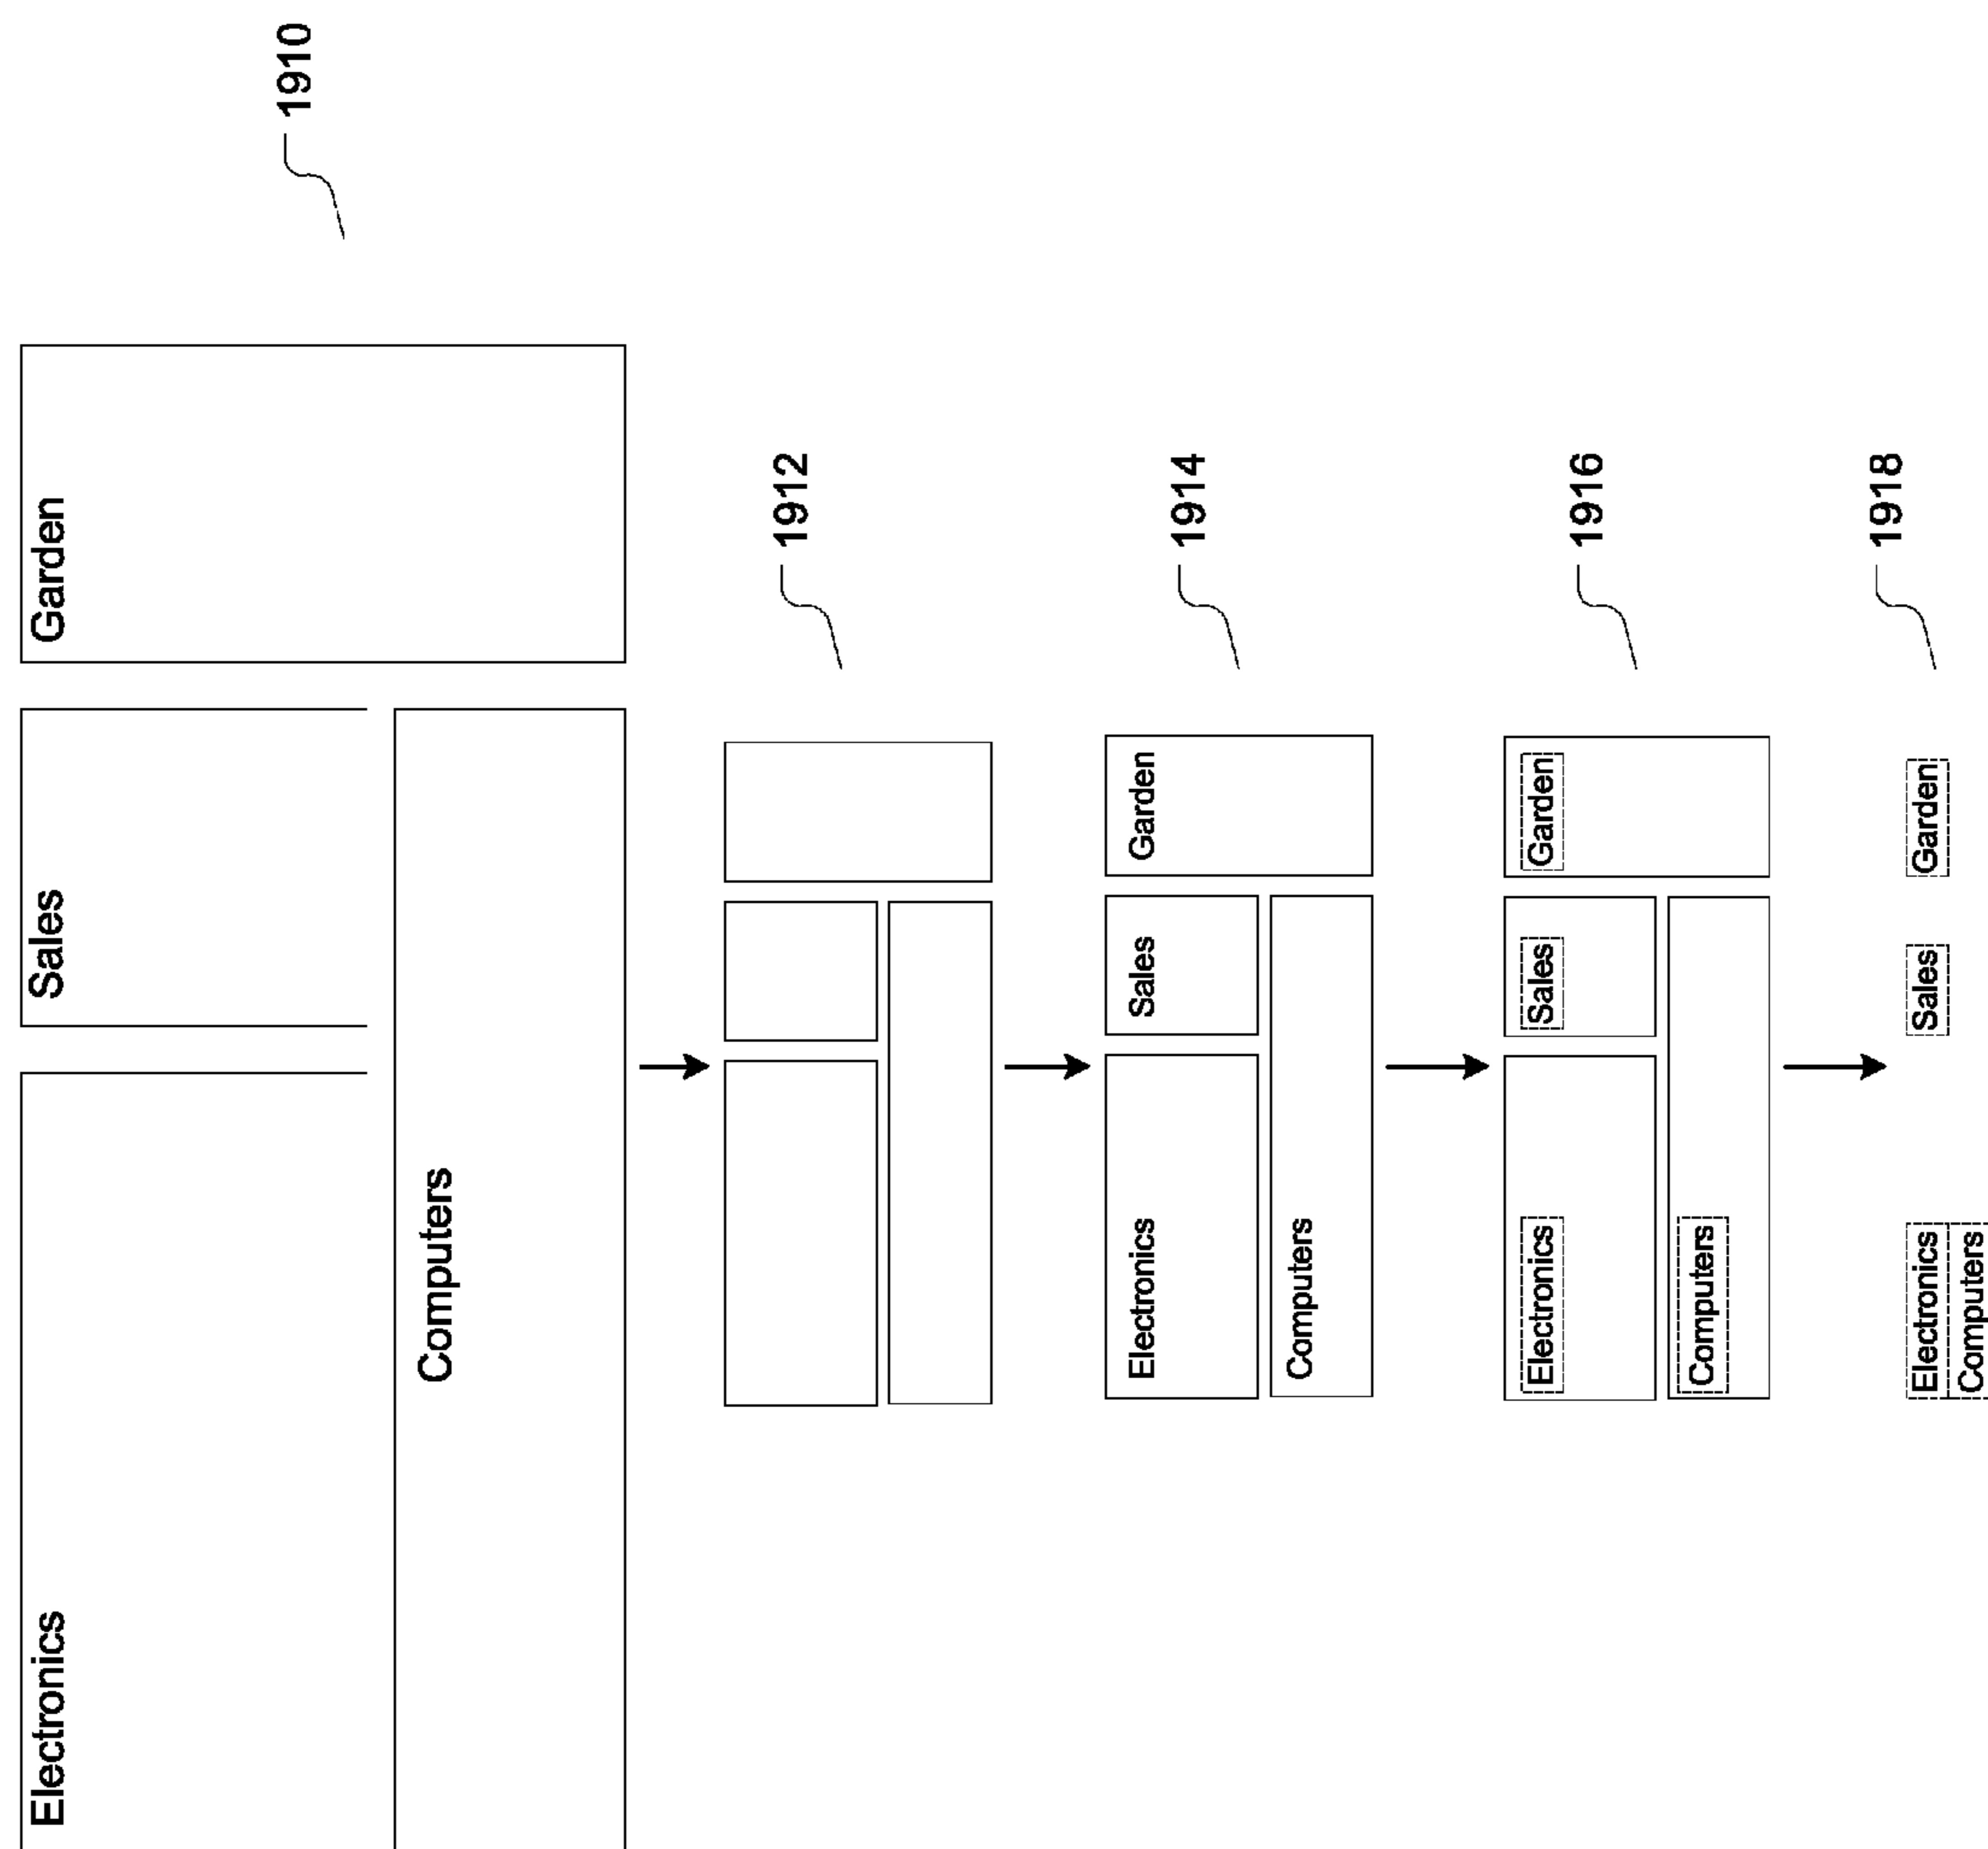 1910
Electronics
Sales
Garden
Computers
1912
1914
Electronics
Sales
Garden
Computers
1916
Electronics
Sales
Garden
Computers
1918
Electronics
Sales
Garden
Computers